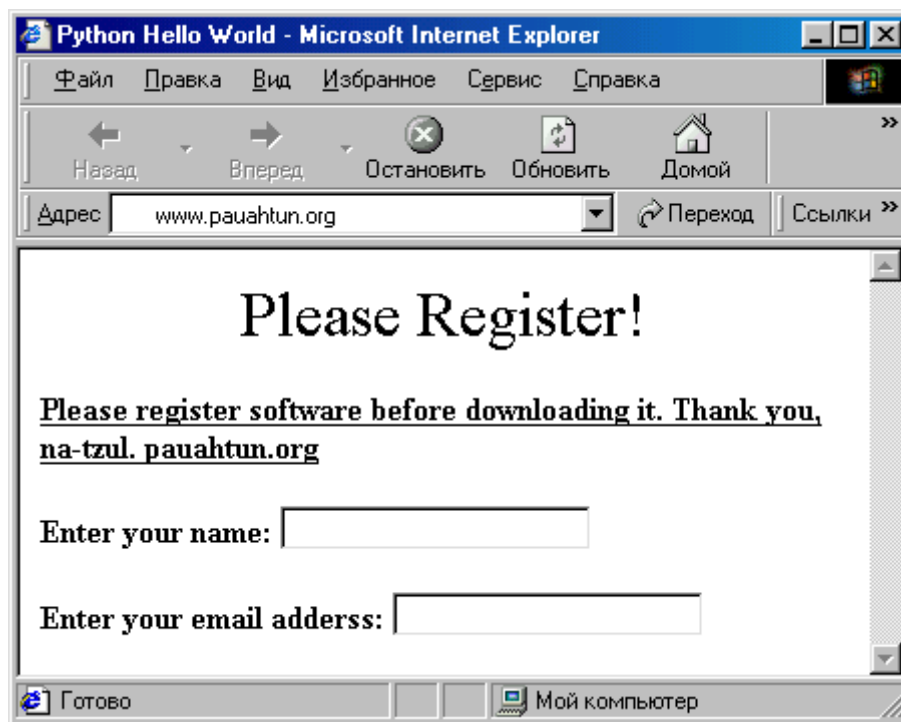 Python Hello World - Microsoft Internet Explorer
Файл Правка Вид Избранное Сервис Справка
Назад Вперед Остановить Обновить Домой »
Адрес www.pauahtun.org Переход Ссылки »
Please Register!
Please register software before downloading it. Thank you,
na-tzul. pauahtun.org
Enter your name:
Enter your email adderss:
Готово Мой компьютер